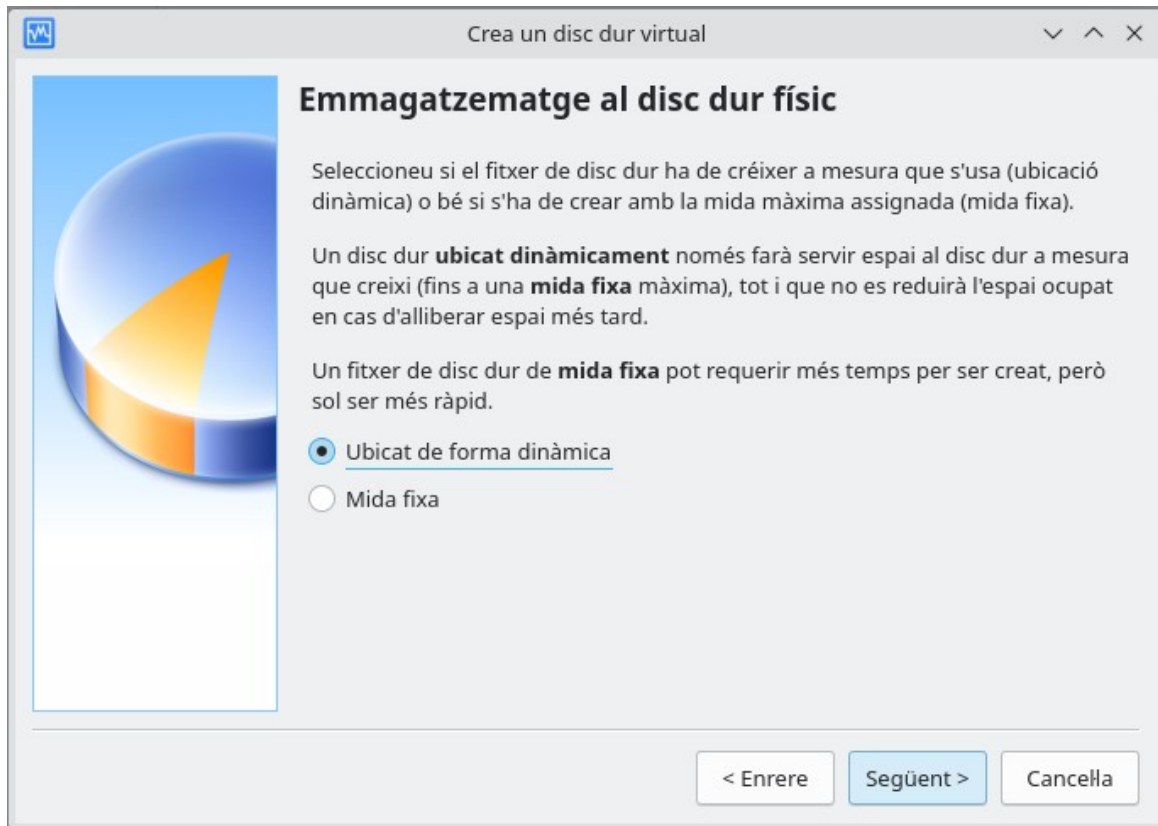 Crea un disc dur virtual
Emmagatzematge al disc dur físic
Seleccioneu si el fitxer de disc dur ha de créixer a mesura que s'usa (ubicació
dinàmica) o bé si s'ha de crear amb la mida màxima assignada (mida fixa).
Un disc dur ubicat dinàmicament només farà servir espai al disc dur a mesura
que creixi (fins a una mida fixa màxima), tot i que no es reduirà l'espai ocupat
en cas d'alliberar espai més tard.
Un fitxer de disc dur de mida fixa pot requerir més temps per ser creat, però
sol ser més ràpid.
Ubicat de forma dinàmica
Mida fixa
< Enrere
Següent >
Canceŀla